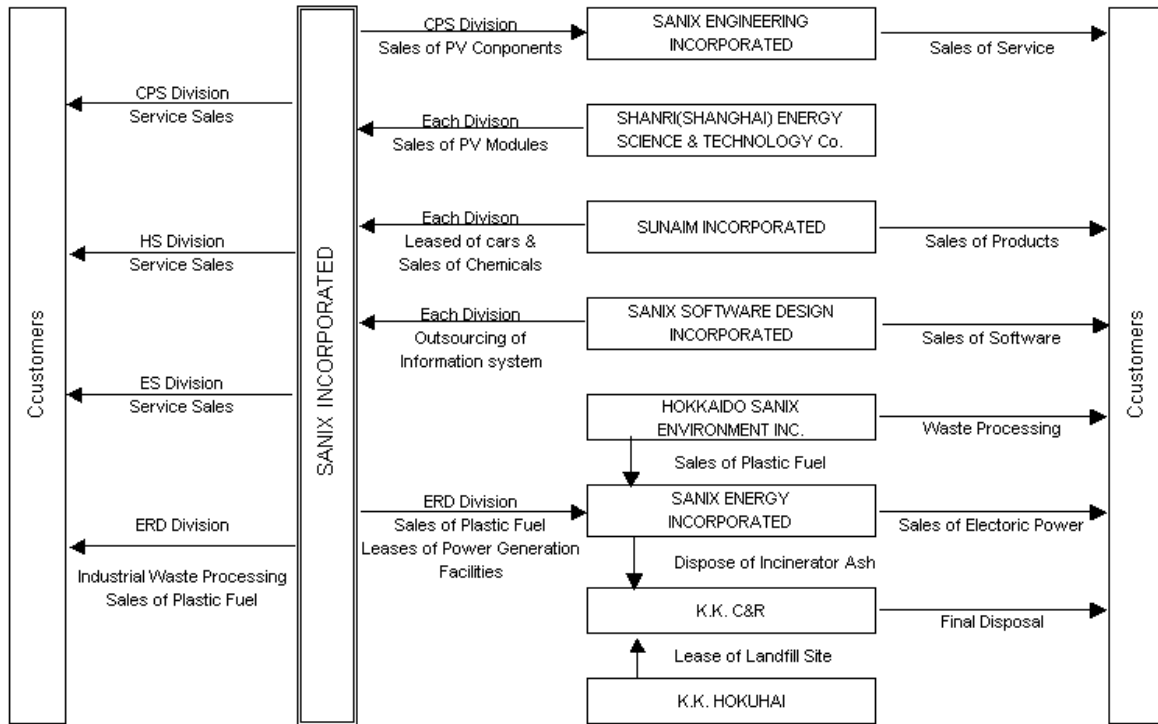 Ccustomers
CPS Division
Service Sales
HS Division
Service Sales
ES Division
Service Sales
ERD Division
Industrial Waste Processing
Sales of Plastic Fuel
SANIX INCORPORATED
CPS Division
Sales of PV Conponents
Each Divison
Sales of PV Modules
Each Divison
Leased of cars &
Sales of Chemicals
Each Division
Outsourcing of
Information system
ERD Division
Sales of Plastic Fuel
Leases of Power Generation
Facilities
SANIX ENGINEERING
INCORPORATED
SHANRI(SHANGHAI) ENERGY
SCIENCE & TECHNOLOGY Co.
SUNAIM INCORPORATED
SANIX SOFTWARE DESIGN
INCORPORATED
HOKKAIDO SANIX
ENVIRONMENT INC.
Sales of Plastic Fuel
SANIX ENERGY
INCORPORATED
Dispose of Incinerator Ash
K.K. C&R
Lease of Landfill Site
K.K. HOKUHAI
Sales of Service
Sales of Products
Sales of Software
Waste Processing
Sales of Electoric Power
Final Disposal
Ccustomers